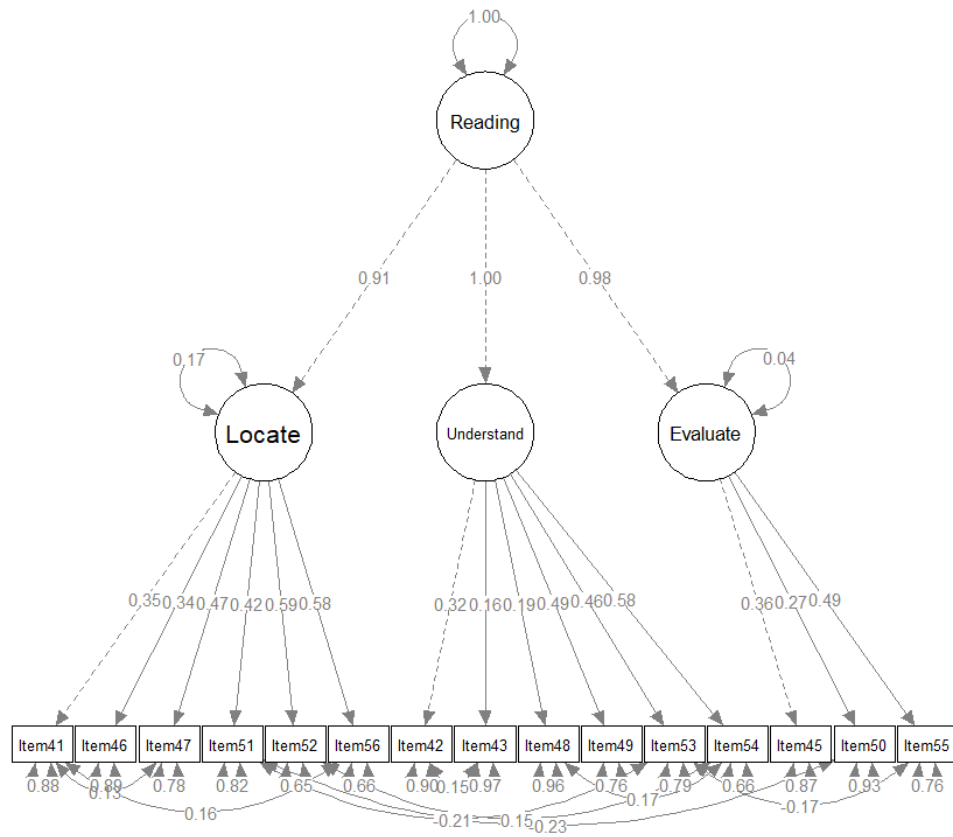 1.00
Reading
0.91 1.00 0.98
0.17 0.04
Locate Understand Evaluate
0.35 0.34 0.47 0.42 0.59 0.58 0.32 0.16 0.19 0.49 0.46 0.58 0.36 0.27 0.49
Item41 Item46 Item47 Item51 Item52 Item56 Item42 Item43 Item48 Item49 Item53 Item54 Item45 Item50 Item55
0.88 0.89 0.78 0.82 0.65 0.66 0.90 0.15 0.97 0.96 0.76 0.79 0.66 0.87 0.93 0.76
0.13
0.17 -0.17
0.16
-0.21 -0.15 -0.23